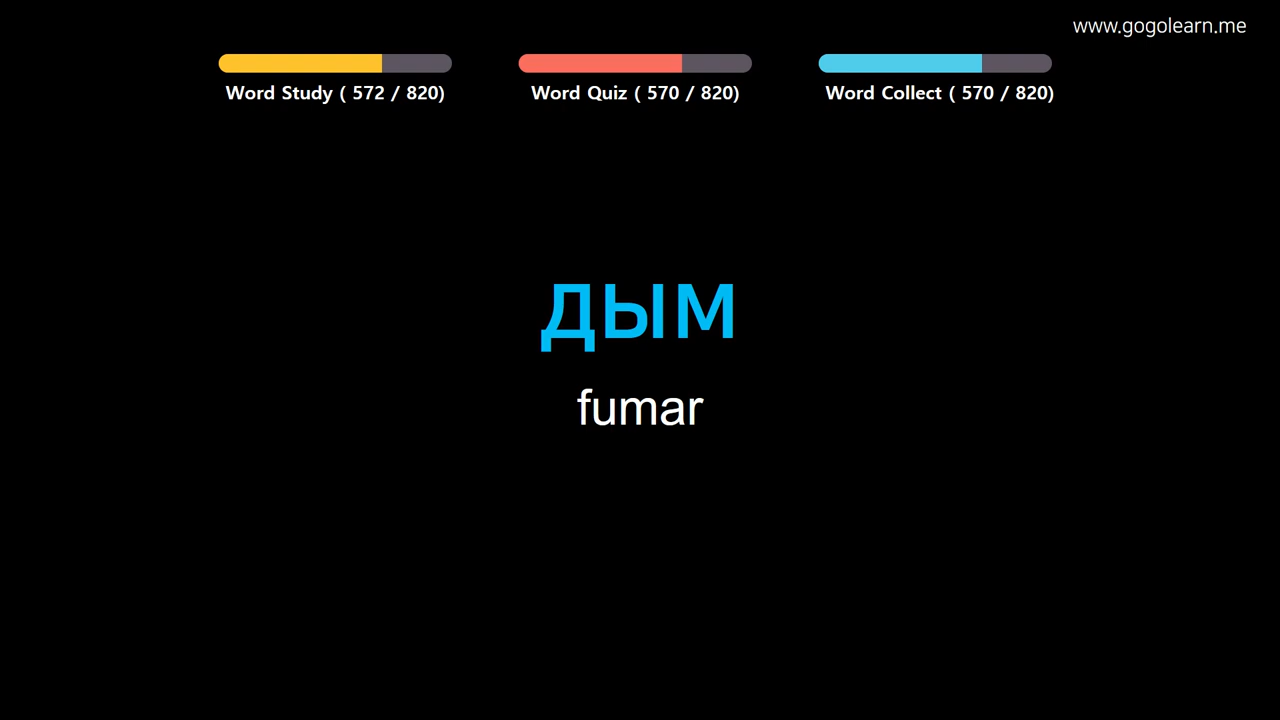 www.gogolearn.me
Word Study ( 572 / 820)
Word Quiz ( 570 / 820)
Word Collect ( 570 / 820)
дым
fumar